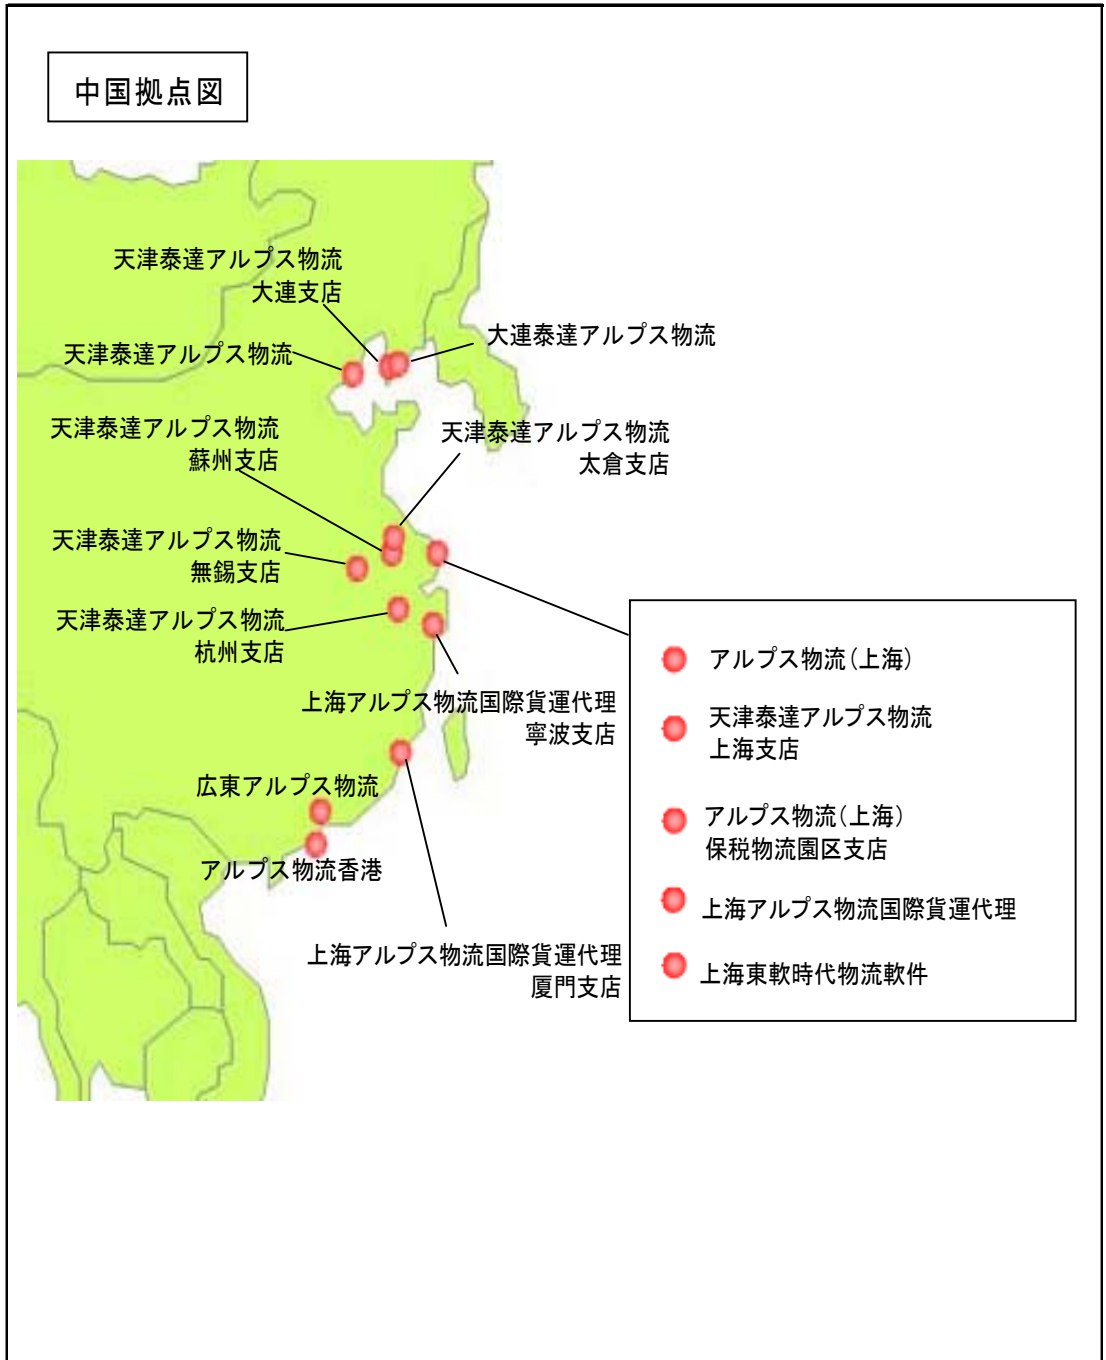 中国拠点図
天津泰達アルプス物流
大連支店
大連泰達アルプス物流
天津泰達アルプス物流
天津泰達アルプス物流
蘇州支店
天津泰達アルプス物流
太倉支店
天津泰達アルプス物流
無錫支店
天津泰達アルプス物流
杭州支店
上海アルプス物流国際貨運代理
寧波支店
広東アルプス物流
アルプス物流香港
上海アルプス物流国際貨運代理
厦門支店
アルプス物流(上海)
天津泰達アルプス物流
上海支店
アルプス物流(上海)
保税物流園区支店
上海アルプス物流国際貨運代理
上海東軟時代物流軟件